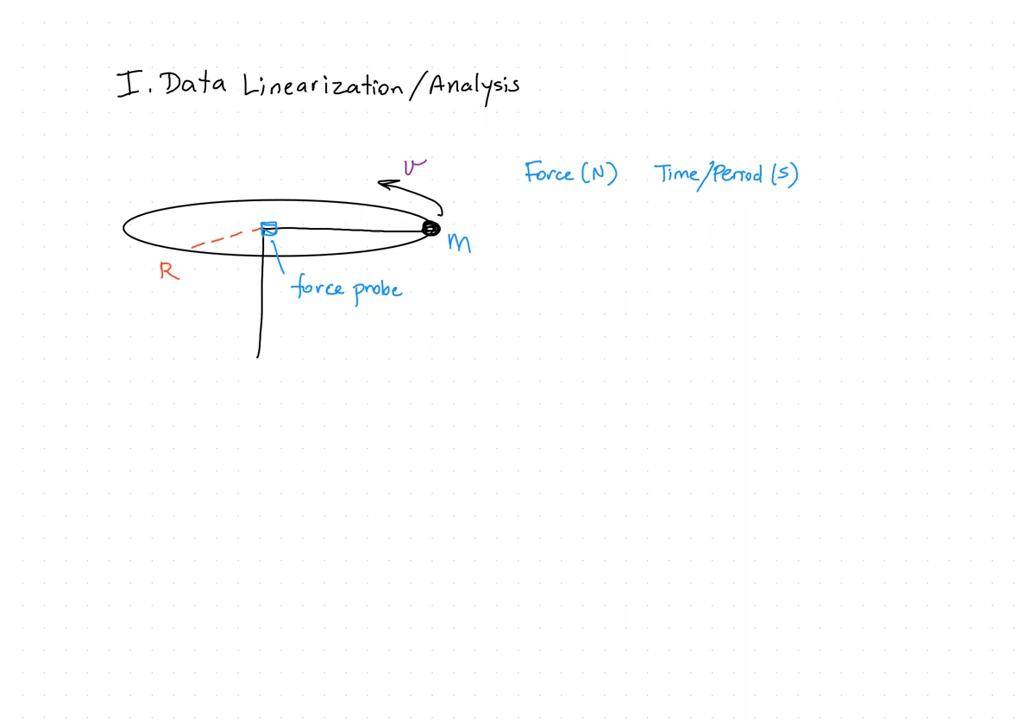 I. Data Linearization/Analysis
v
Force (N) Time/Period (s)
m
R
force probe